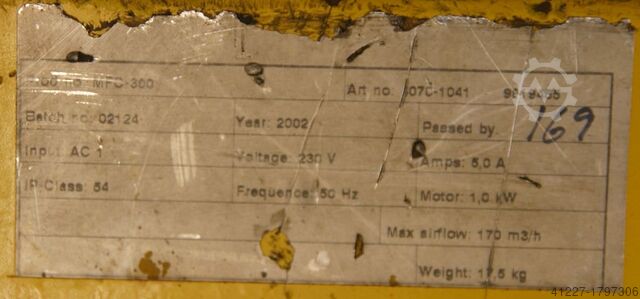 MFC-300 Art no. 1041
Batch no: 02124 Year: 2002 Passed by. 169
Input: AC 1 Voltage: 230 V Amps: 5,0 A
IP-Class: 54 Frequence: 50 Hz Motor: 1,0 kW
Max airflow: 170 m3/h
Weight: 17,5 kg
41227-1797306